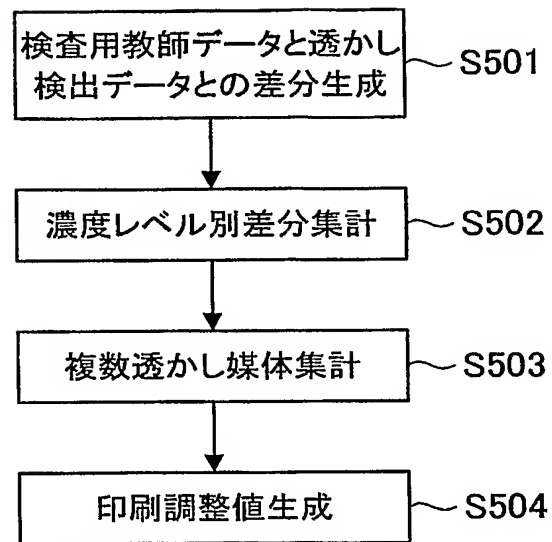 検査用教師データと透かし
検出データとの差分生成
S501
濃度レベル別差分集計
S502
複数透かし媒体集計
S503
印刷調整値生成
S504